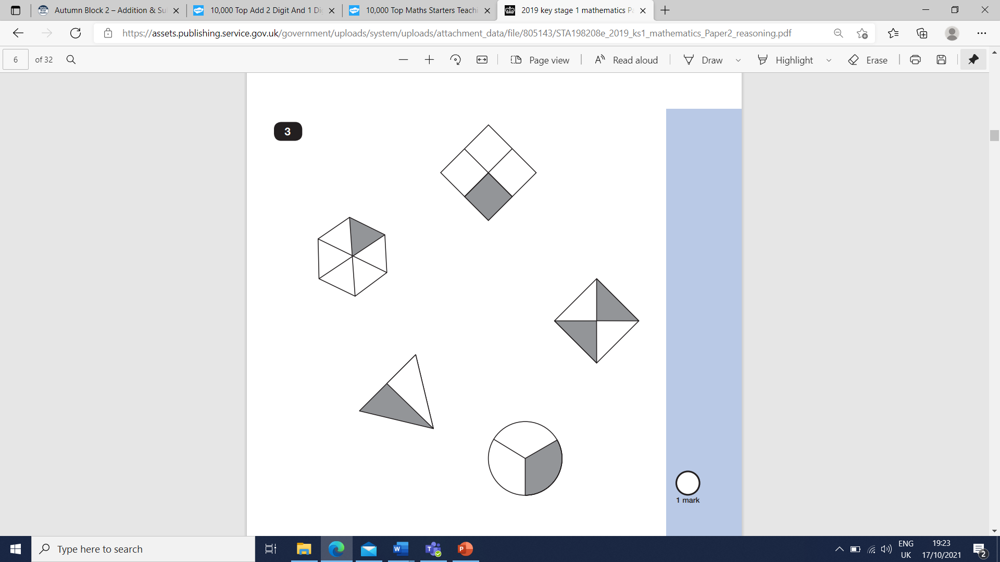 Autumn Block 2 – Addition & Su
10,000 Top Add 2 Digit And 1 Di
10,000 Top Maths Starters Teachi
2019 key stage 1 mathematics Pa
https://assets.publishing.service.gov.uk/government/uploads/system/uploads/attachment_data/file/805143/STA198208e_2019_ks1_mathematics_Paper2_reasoning.pdf
6 of 32
Page view
Read aloud
Draw
Highlight
Erase
3
1 mark
Type here to search
ENG
UK
19:23
17/10/2021
2